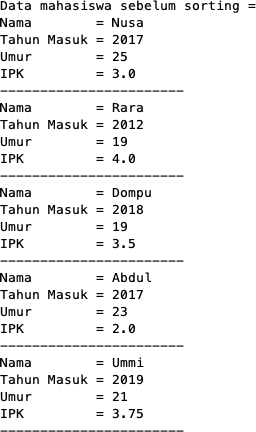 Data mahasiswa sebelum sorting =
Nama        = Nusa
Tahun Masuk = 2017
Umur        = 25
IPK         = 3.0
-----------------------
Nama        = Rara
Tahun Masuk = 2012
Umur        = 19
IPK         = 4.0
-----------------------
Nama        = Dompu
Tahun Masuk = 2018
Umur        = 19
IPK         = 3.5
-----------------------
Nama        = Abdul
Tahun Masuk = 2017
Umur        = 23
IPK         = 2.0
-----------------------
Nama        = Ummi
Tahun Masuk = 2019
Umur        = 21
IPK         = 3.75
-----------------------